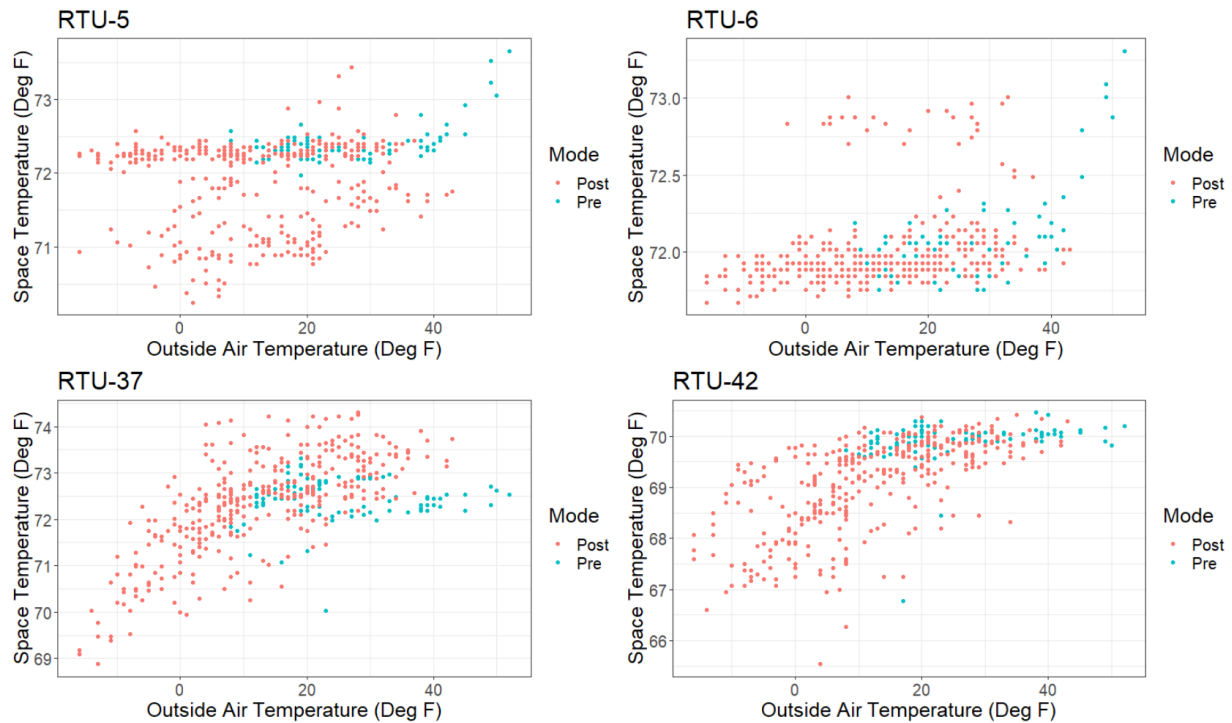 RTU-5
Space Temperature (Deg F)
73
72
71
0
20
40
Outside Air Temperature (Deg F)
Mode
Post
Pre
RTU-6
Space Temperature (Deg F)
73.0
72.5
72.0
0
20
40
Outside Air Temperature (Deg F)
Mode
Post
Pre
RTU-37
Space Temperature (Deg F)
74
73
72
71
70
69
0
20
40
Outside Air Temperature (Deg F)
Mode
Post
Pre
RTU-42
Space Temperature (Deg F)
70
69
68
67
66
0
20
40
Outside Air Temperature (Deg F)
Mode
Post
Pre